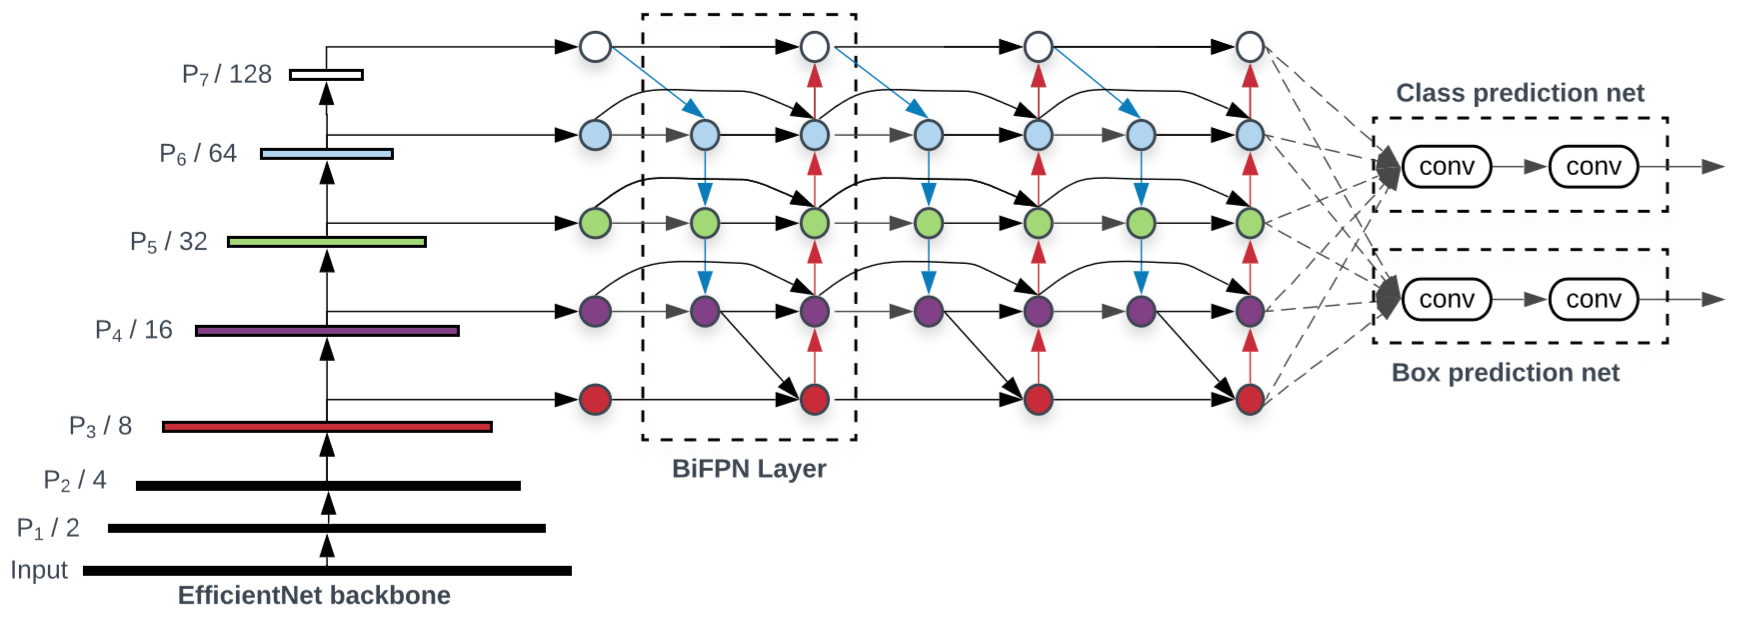 P7 / 128
P6 / 64
P5 / 32
P4 / 16
P3 / 8
P2 / 4
P1 / 2
Input
EfficientNet backbone
BiFPN Layer
Class prediction net
conv conv
conv conv
Box prediction net